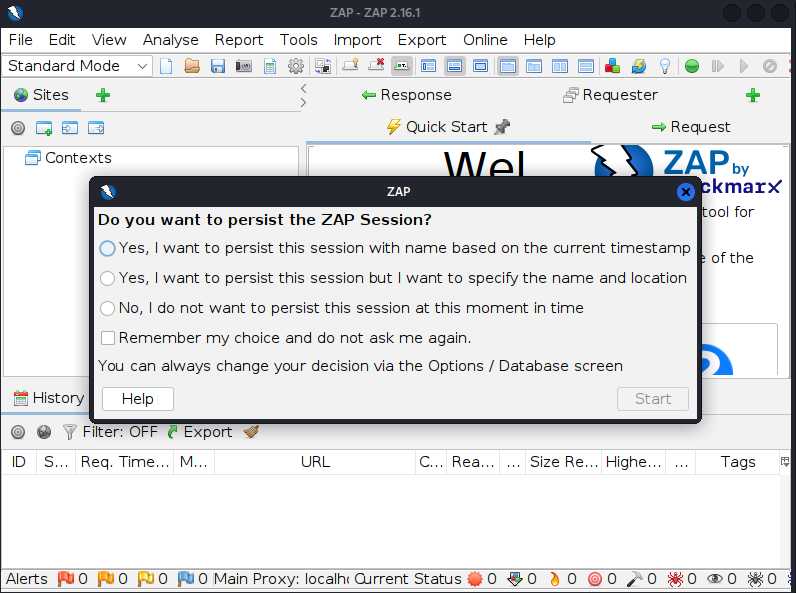 ZAP - ZAP 2.16.1
File Edit View Analyse Report Tools Import Export Online Help
Standard Mode
Sites
Response
Requester
Quick Start
Request
Contexts
Wel
ZAP by
ckmarx
tool for
e of the
ZAP
Do you want to persist the ZAP Session?
Yes, I want to persist this session with name based on the current timestamp
Yes, I want to persist this session but I want to specify the name and location
No, I do not want to persist this session at this moment in time
Remember my choice and do not ask me again.
You can always change your decision via the Options / Database screen
Help Start
History
Filter: OFF Export
ID S... Req. Time... M... URL C... Rea... ... Size Re... Highe... ... Tags
Alerts 0 0 0 0 Main Proxy: localho Current Status 0 0 0 0 0 0 0 0